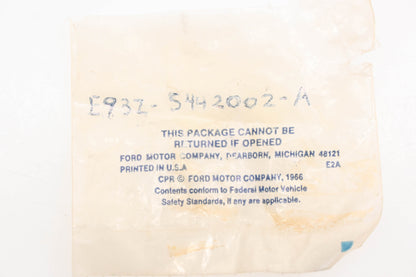 E93Z-5442002-A
THIS PACKAGE CANNOT BE
RETURNED IF OPENED
FORD MOTOR COMPANY, DEARBORN, MICHIGAN 48121
PRINTED IN U.S.A E2A
CPR © FORD MOTOR COMPANY, 1966
Contents conform to Federal Motor Vehicle
Safety Standards, if any are applicable.